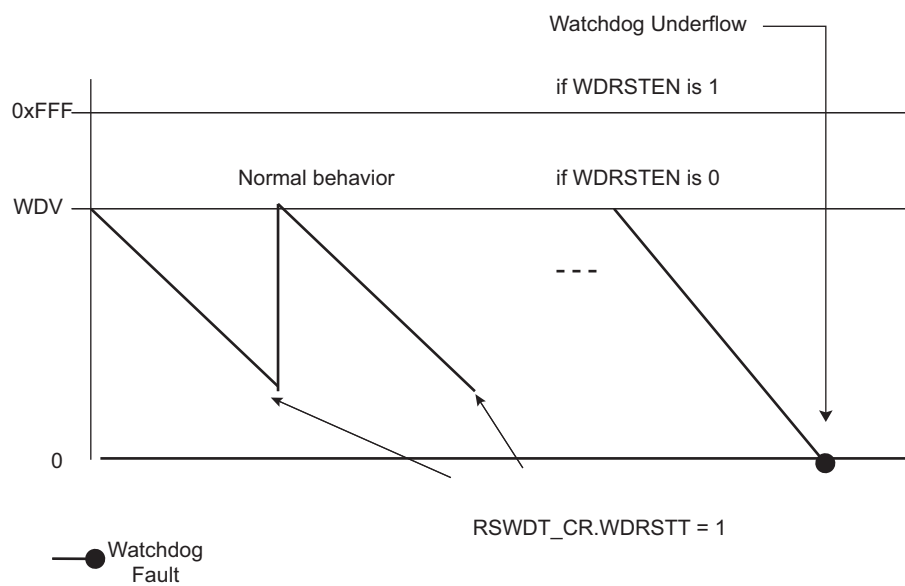 Watchdog Underflow
if WDRSTEN is 1
0xFFF
Normal behavior
if WDRSTEN is 0
WDV
0
RSWDT_CR.WDRSTT = 1
Watchdog
Fault